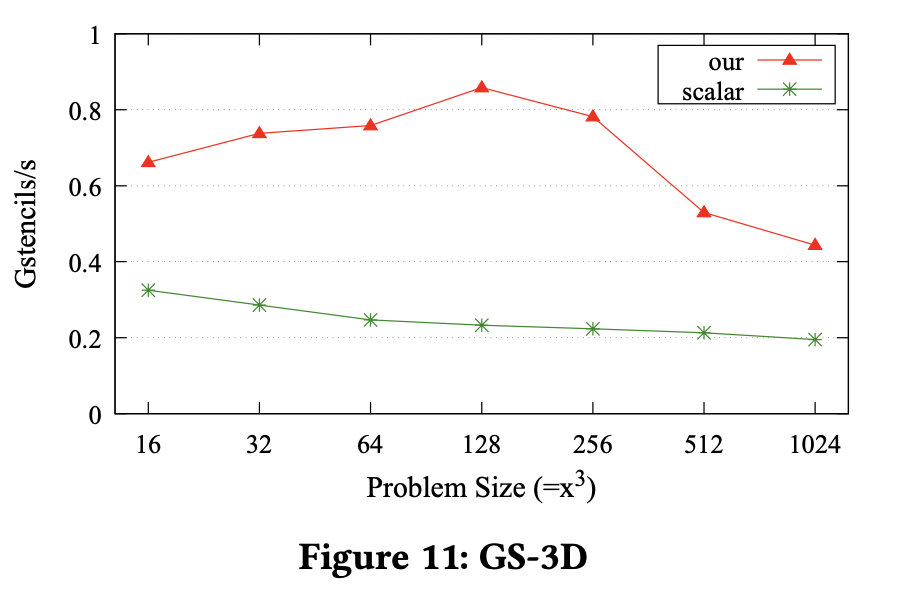 1
0.8
0.6
0.4
0.2
0
Gstencils/s
our
scalar
16 32 64 128 256 512 1024
Problem Size (=x³)
Figure 11: GS-3D